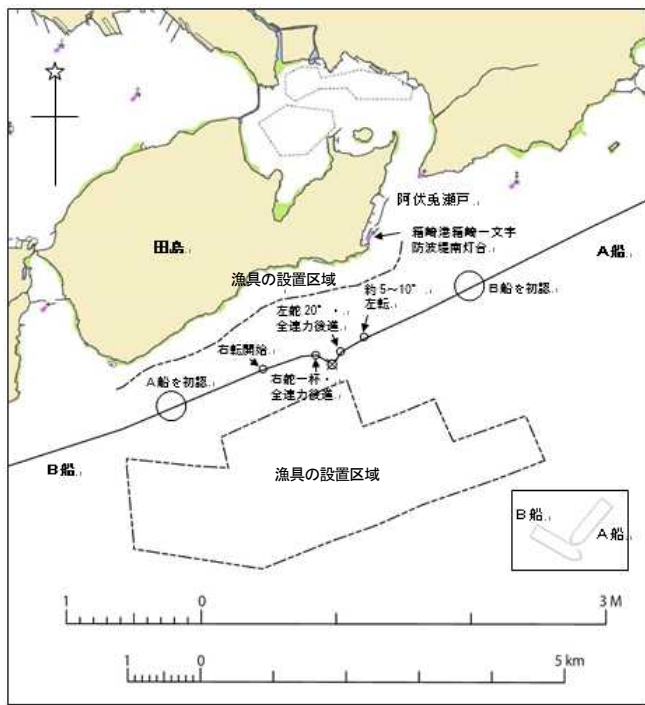 阿伏兎瀬戸
箱崎港箱崎一文字
防波堤南灯台
A船
田島
漁具の設置区域
約5~10°
左転
B船を初認
左舵20°・
全速力後進
右転開始
A船を初認
右舵一杯・
全速力後進
B船
漁具の設置区域
B船
A船
1 0 3 M
1 0 5 km